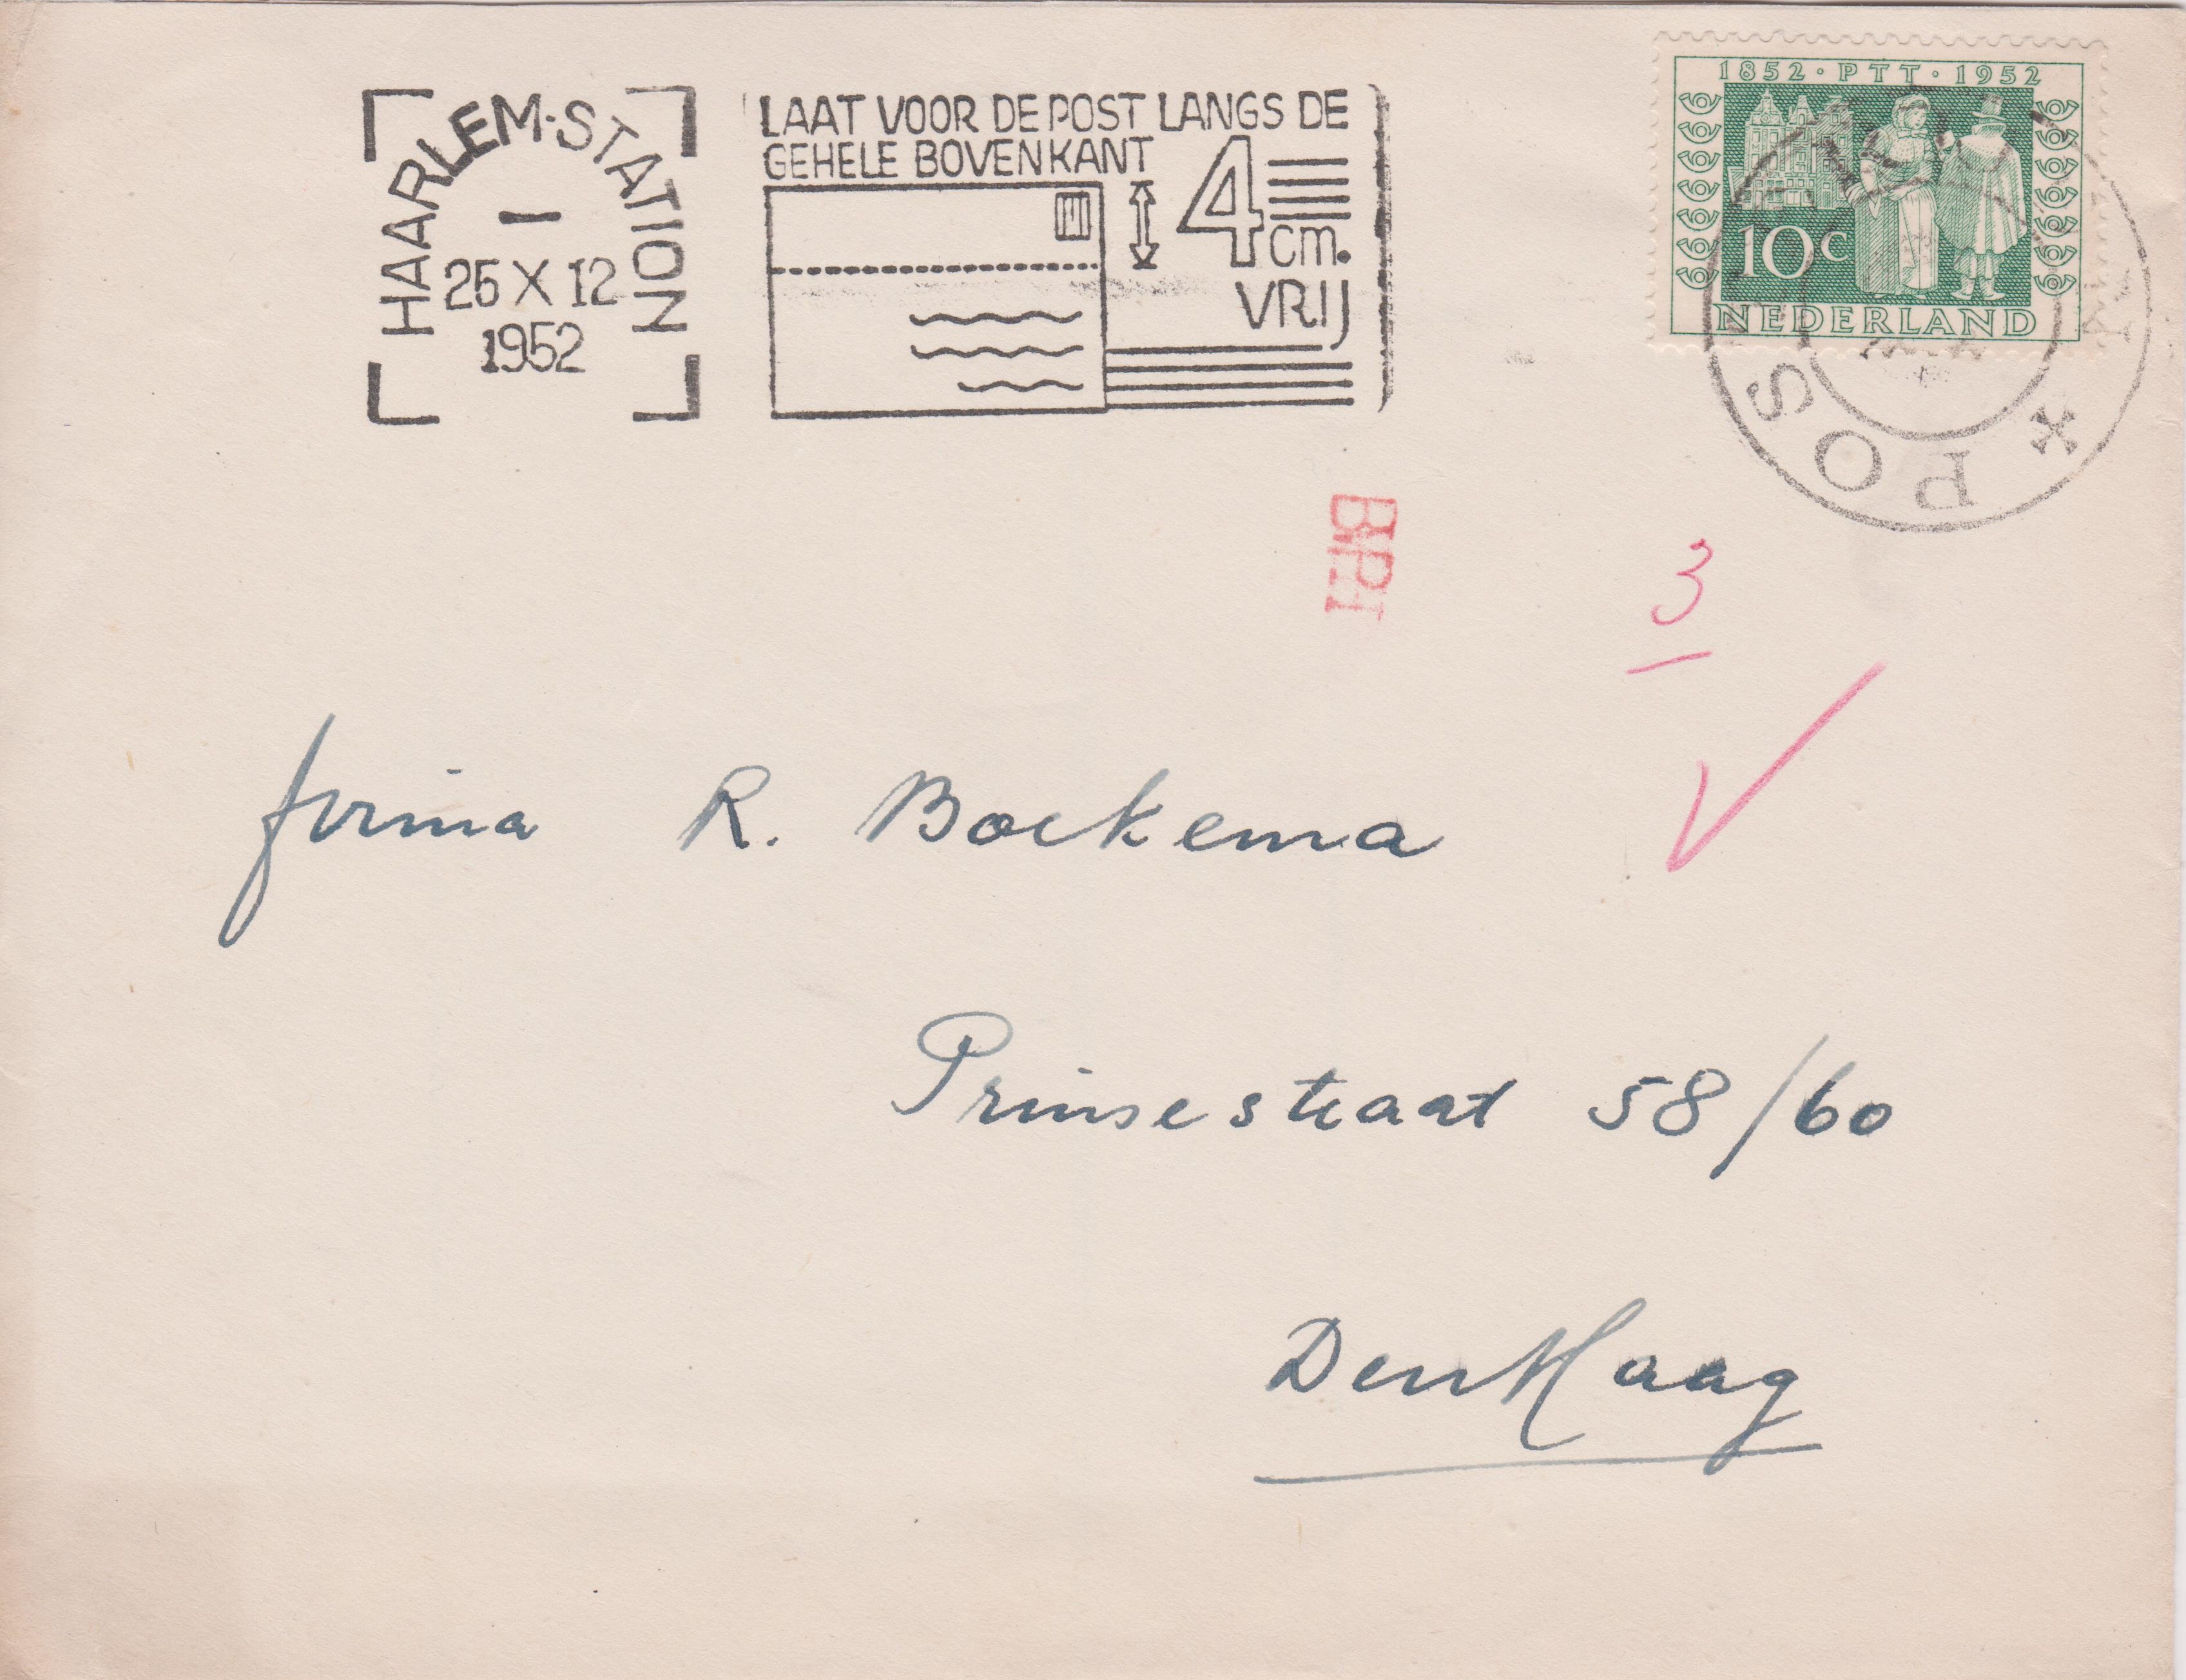 HAARLEM-STATION
25 X 12
1952
LAAT VOOR DE POST LANGS DE
GEHELE BOVENKANT
4
cm.
VRIJ
1852 · PTT · 1952
10c
NEDERLAND
POS
3
firma R. Boekema
Prinsestraat 58/60
Den Haag